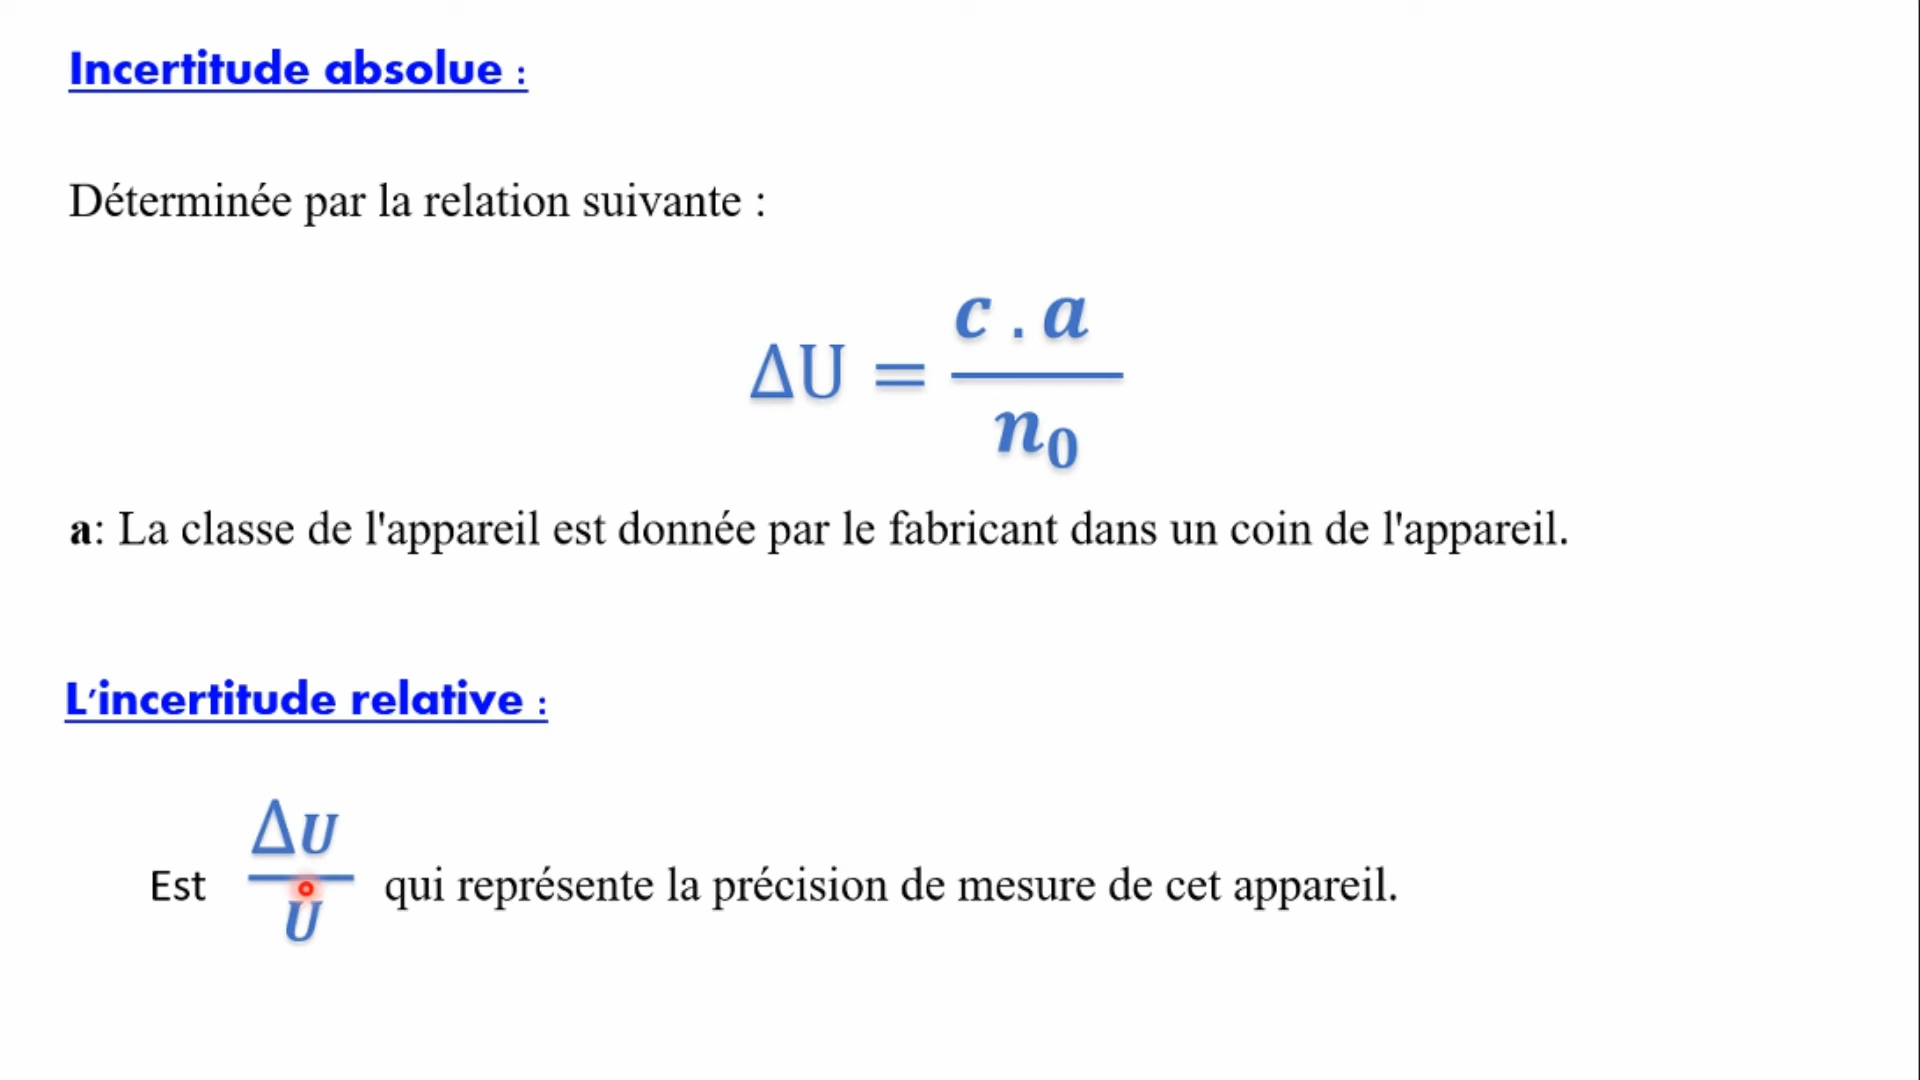 Incertitude absolue :
Déterminée par la relation suivante :
ΔU = c . a / n₀
a: La classe de l'appareil est donnée par le fabricant dans un coin de l'appareil.
L'incertitude relative :
Est ΔU / U qui représente la précision de mesure de cet appareil.